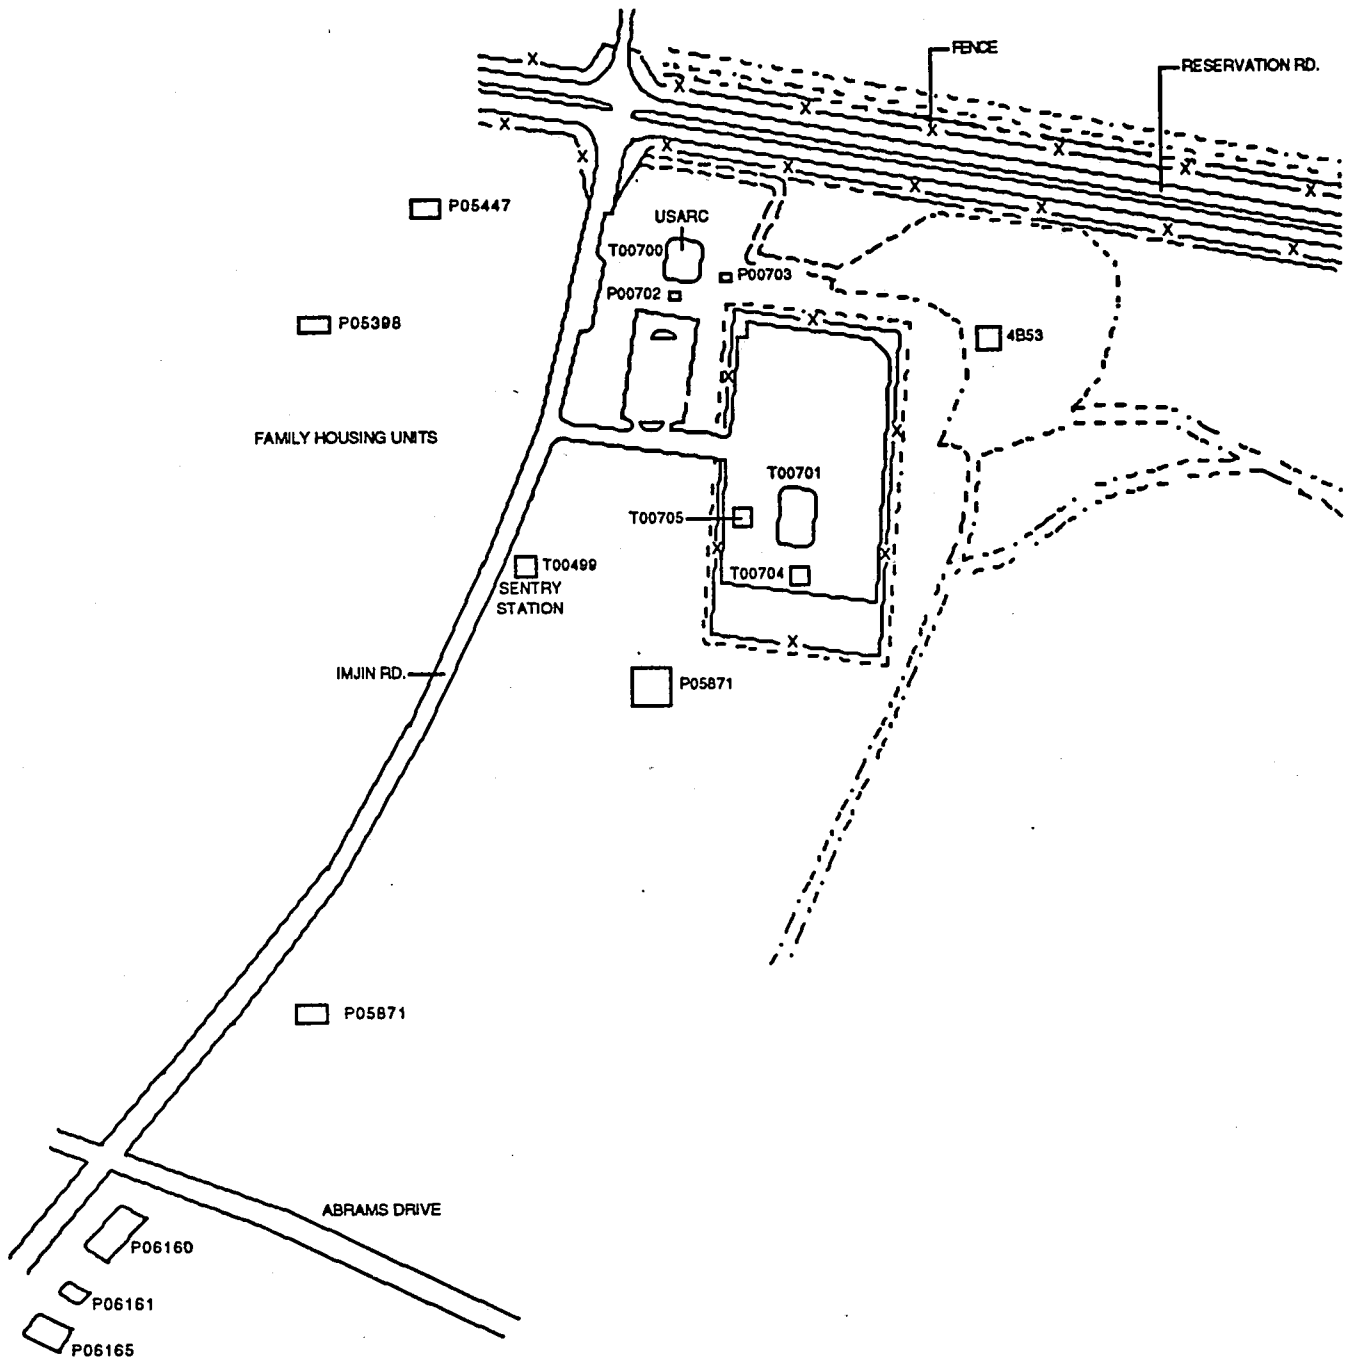 FENCE
RESERVATION RD.
P05447
USARC
T00700
P00703
P00702
P05398
4B53
FAMILY HOUSING UNITS
T00701
T00705
T00499
SENTRY
STATION
T00704
IMJIN RD.
P05871
P05871
ABRAMS DRIVE
P06160
P06161
P06165